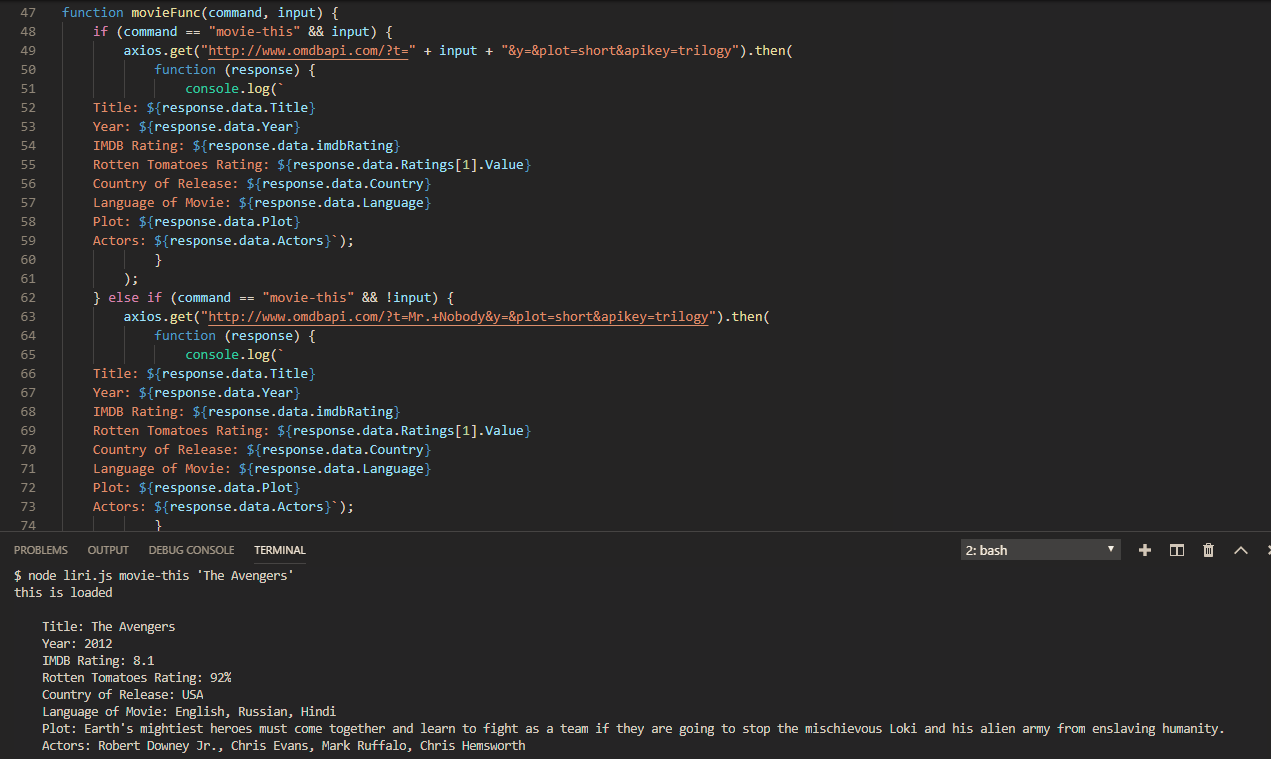 47 function movieFunc(command, input) {
48 if (command == "movie-this" && input) {
49 axios.get("http://www.omdbapi.com/?t=" + input + "&y=&plot=short&apikey=trilogy").then(
50 function (response) {
51 console.log(`
52 Title: ${response.data.Title}
53 Year: ${response.data.Year}
54 IMDB Rating: ${response.data.imdbRating}
55 Rotten Tomatoes Rating: ${response.data.Ratings[1].Value}
56 Country of Release: ${response.data.Country}
57 Language of Movie: ${response.data.Language}
58 Plot: ${response.data.Plot}
59 Actors: ${response.data.Actors}`);
60 }
61 );
62 } else if (command == "movie-this" && !input) {
63 axios.get("http://www.omdbapi.com/?t=Mr.+Nobody&y=&plot=short&apikey=trilogy").then(
64 function (response) {
65 console.log(`
66 Title: ${response.data.Title}
67 Year: ${response.data.Year}
68 IMDB Rating: ${response.data.imdbRating}
69 Rotten Tomatoes Rating: ${response.data.Ratings[1].Value}
70 Country of Release: ${response.data.Country}
71 Language of Movie: ${response.data.Language}
72 Plot: ${response.data.Plot}
73 Actors: ${response.data.Actors}`);
74 }
PROBLEMS OUTPUT DEBUG CONSOLE TERMINAL 2: bash
$ node liri.js movie-this 'The Avengers'
this is loaded
Title: The Avengers
Year: 2012
IMDB Rating: 8.1
Rotten Tomatoes Rating: 92%
Country of Release: USA
Language of Movie: English, Russian, Hindi
Plot: Earth's mightiest heroes must come together and learn to fight as a team if they are going to stop the mischievous Loki and his alien army from enslaving humanity.
Actors: Robert Downey Jr., Chris Evans, Mark Ruffalo, Chris Hemsworth